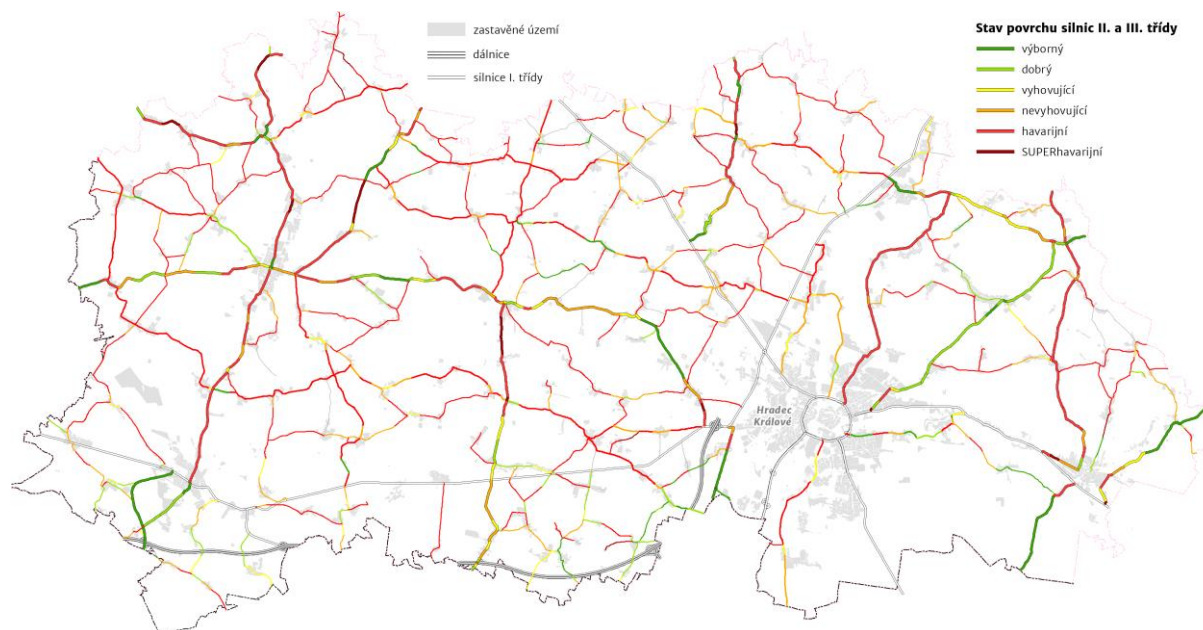 zastavěné území
dálnice
silnice I. třídy
Stav povrchu silnic II. a III. třídy
výborný
dobrý
vyhovující
nevyhovující
havarijní
SUPERhavarijní
Hradec
Králové